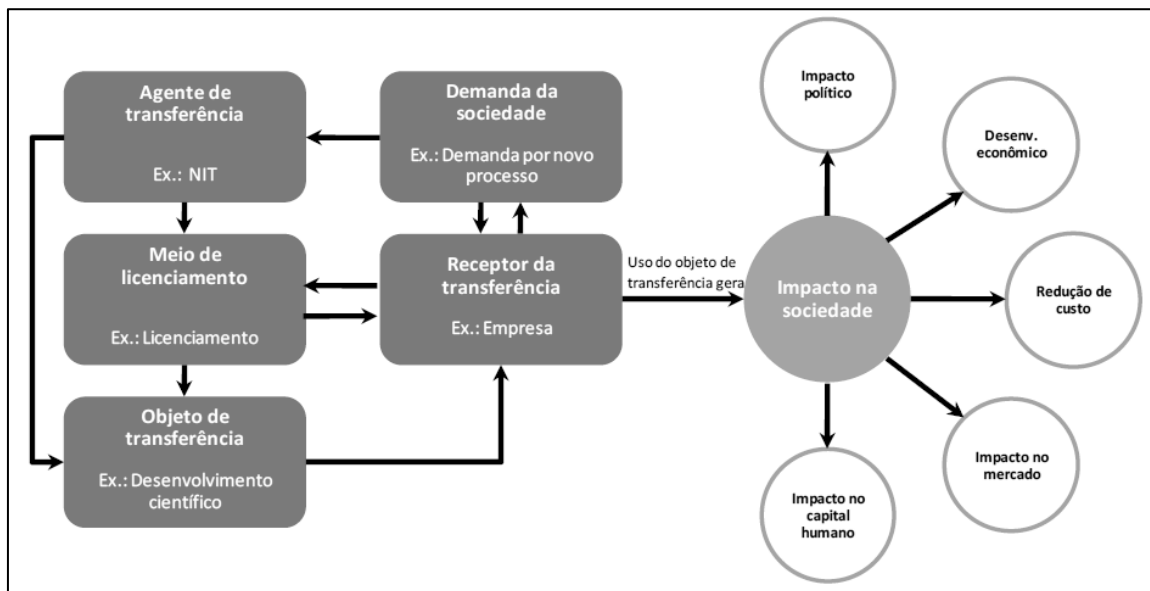 Agente de
transferência
Ex.: NIT
Demanda da
sociedade
Ex.: Demanda por novo
processo
Meio de
licenciamento
Ex.: Licenciamento
Receptor da
transferência
Ex.: Empresa
Objeto de
transferência
Ex.: Desenvolvimento
científico
Uso do objeto de
transferência gera
Impacto na
sociedade
Impacto
político
Desenv.
econômico
Redução de
custo
Impacto no
mercado
Impacto no
capital
humano